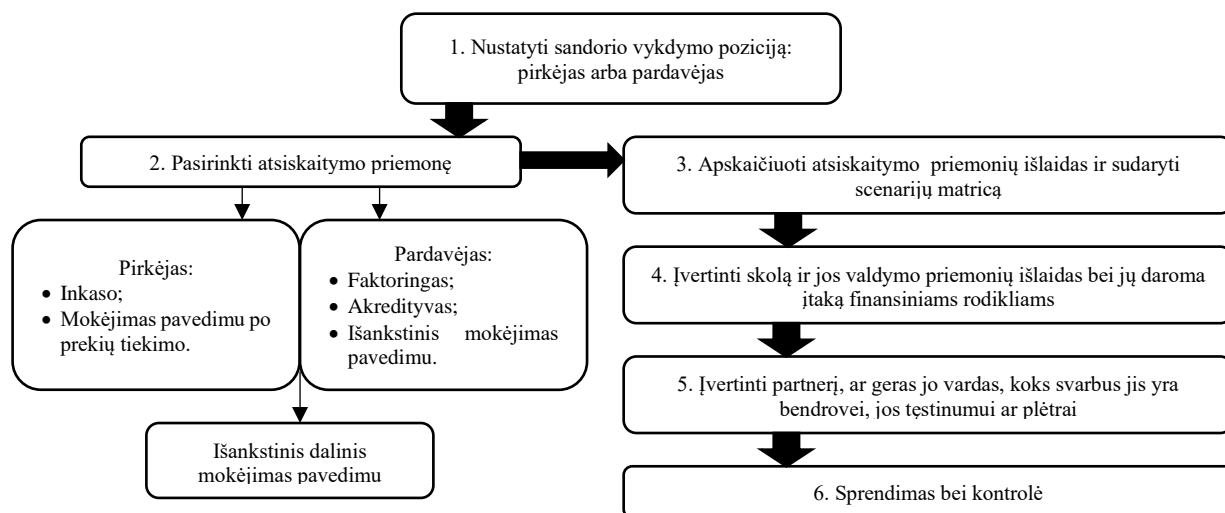 1. Nustatyti sandorio vykdymo poziciją:
pirkėjas arba pardavėjas
2. Pasirinkti atsiskaitymo priemonę
Pirkėjas:
• Inkaso;
• Mokėjimas pavedimu po
prekių tiekimo.
Pardavėjas:
• Faktoringas;
• Akredityvas;
• Išankstinis mokėjimas
pavedimu.
Išankstinis dalinis
mokėjimas pavedimu
3. Apskaičiuoti atsiskaitymo priemonių išlaidas ir sudaryti
scenarijų matricą
4. Įvertinti skolą ir jos valdymo priemonių išlaidas bei jų daroma
įtaką finansiniams rodikliams
5. Įvertinti partnerį, ar geras jo vardas, koks svarbus jis yra
bendrovei, jos tęstinumui ar plėtrai
6. Sprendimas bei kontrolė